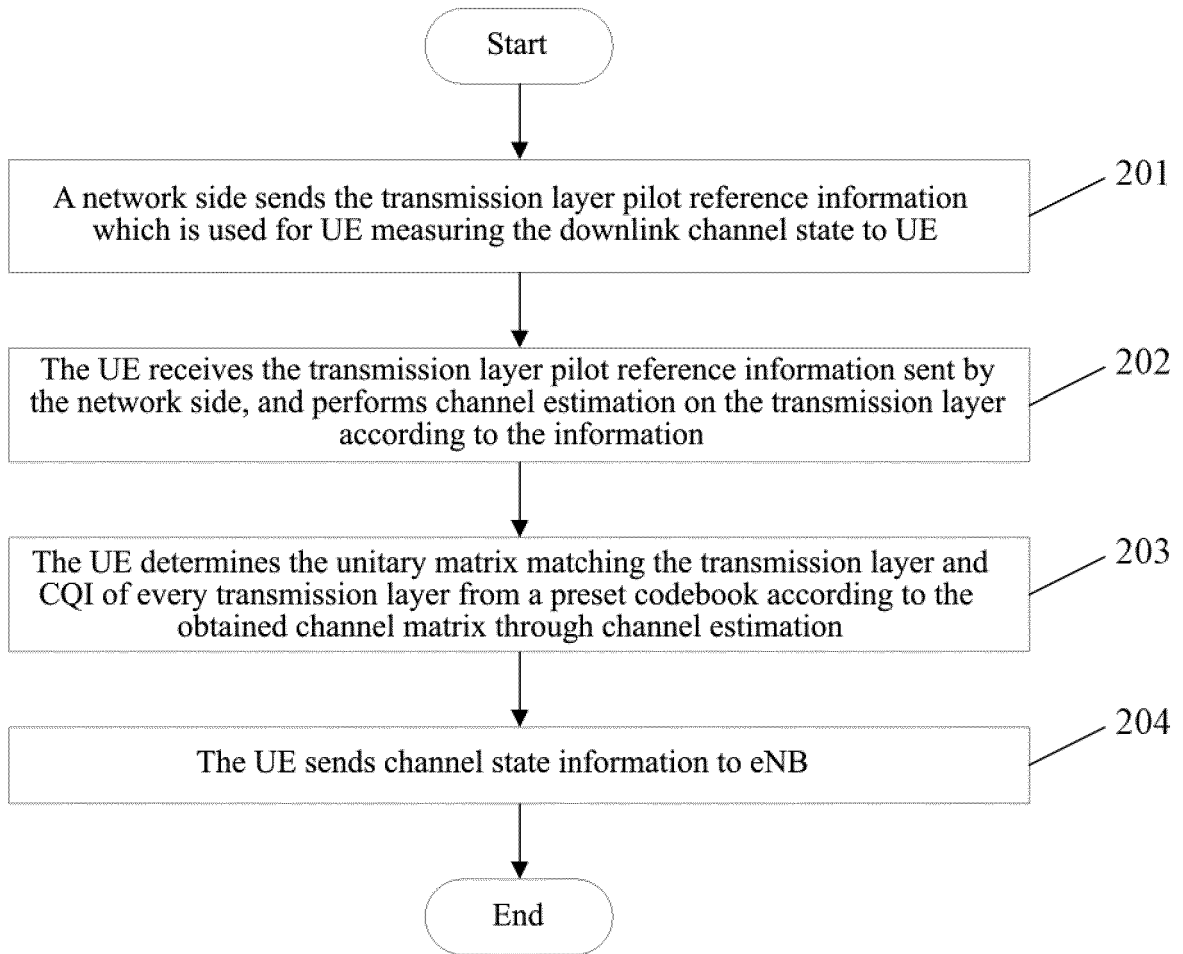 Start
201
A network side sends the transmission layer pilot reference information
which is used for UE measuring the downlink channel state to UE
202
The UE receives the transmission layer pilot reference information sent by
the network side, and performs channel estimation on the transmission layer
according to the information
203
The UE determines the unitary matrix matching the transmission layer and
CQI of every transmission layer from a preset codebook according to the
obtained channel matrix through channel estimation
204
The UE sends channel state information to eNB
End